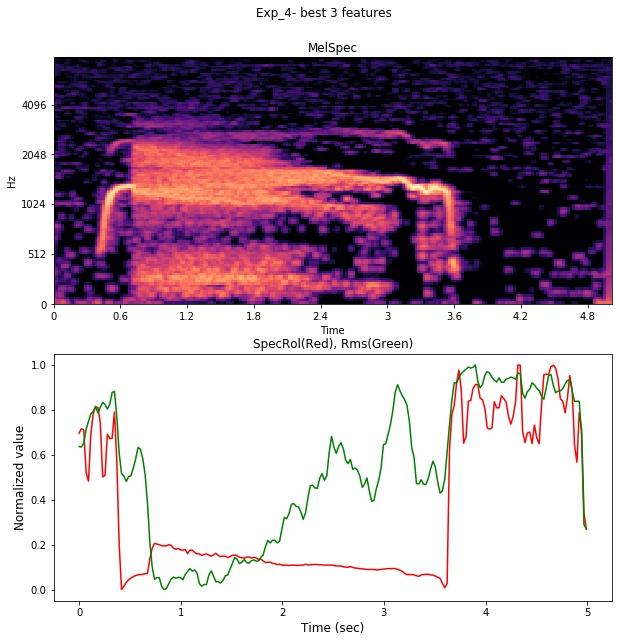 Exp_4- best 3 features
MelSpec
4096
2048
1024
512
0
Hz
0 0.6 1.2 1.8 2.4 3 3.6 4.2 4.8
Time
SpecRol(Red), Rms(Green)
1.0
0.8
0.6
0.4
0.2
0.0
Normalized value
0 1 2 3 4 5
Time (sec)